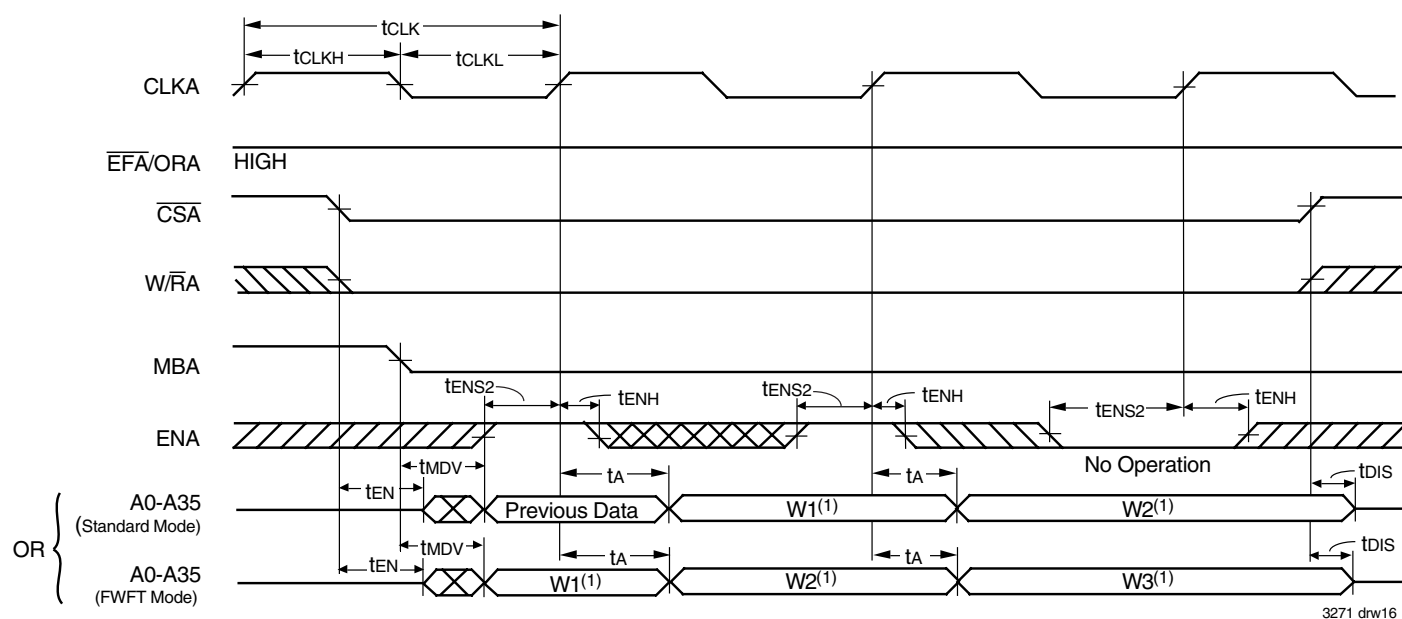 tCLK
tCLKH tCLKL
CLKA
EFA/ORA HIGH
CSA
W/RA
MBA
tENS2 tENH tENS2 tENH tENS2 tENH
ENA
No Operation
tMDV tA tA tDIS
tEN
A0-A35 Previous Data W1(1) W2(1)
(Standard Mode)
OR
tMDV tA tA tDIS
tEN
A0-A35 W1(1) W2(1) W3(1)
(FWFT Mode)
3271 drw16